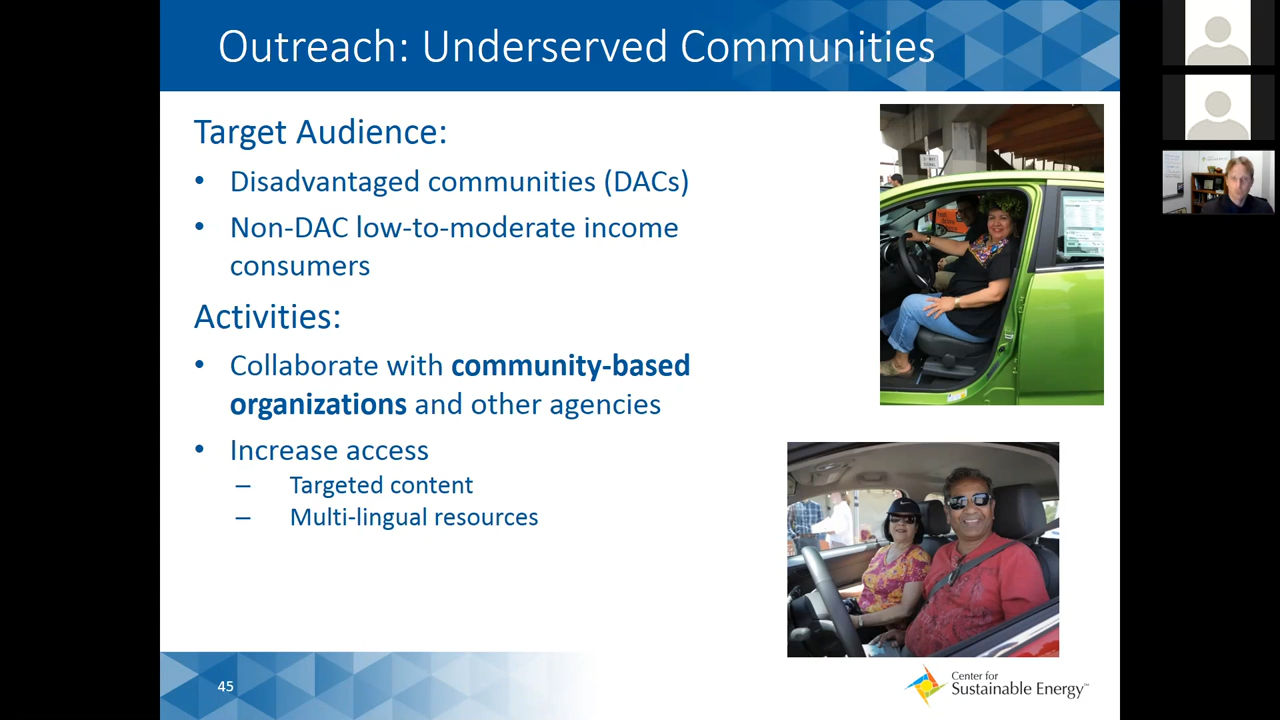 Outreach: Underserved Communities
Target Audience:
• Disadvantaged communities (DACs)
• Non-DAC low-to-moderate income
consumers
Activities:
• Collaborate with community-based
organizations and other agencies
• Increase access
– Targeted content
– Multi-lingual resources
45
Center for
Sustainable Energy™